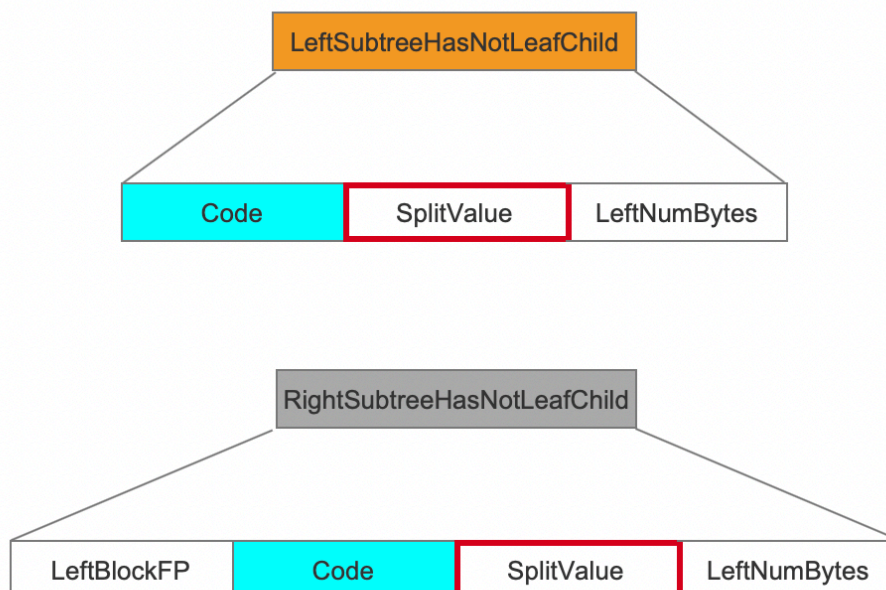 LeftSubtreeHasNotLeafChild
Code SplitValue LeftNumBytes
RightSubtreeHasNotLeafChild
LeftBlockFP Code SplitValue LeftNumBytes